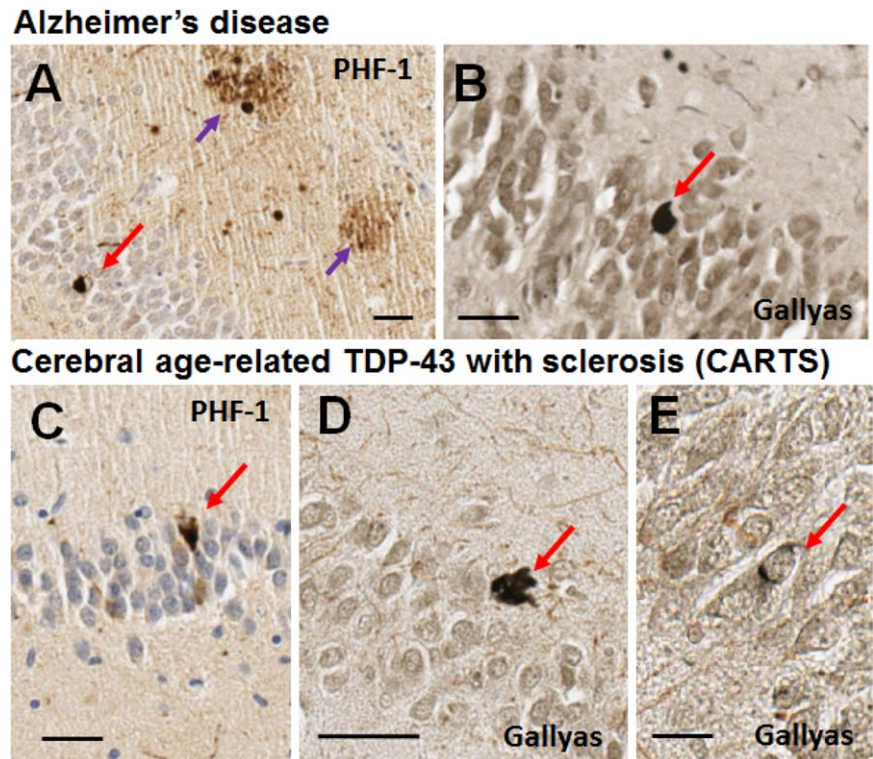 Alzheimer's disease
A
PHF-1
B
Gallyas
Cerebral age-related TDP-43 with sclerosis (CARTS)
C
PHF-1
D
Gallyas
E
Gallyas